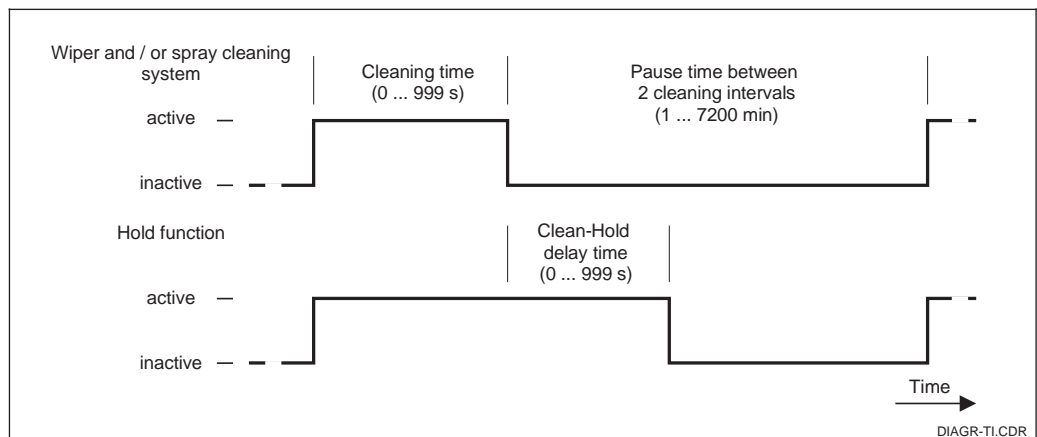 Wiper and / or spray cleaning
system
Cleaning time
(0 ... 999 s)
Pause time between
2 cleaning intervals
(1 ... 7200 min)
active
inactive
Hold function
Clean-Hold
delay time
(0 ... 999 s)
active
inactive
Time
DIAGR-TI.CDR